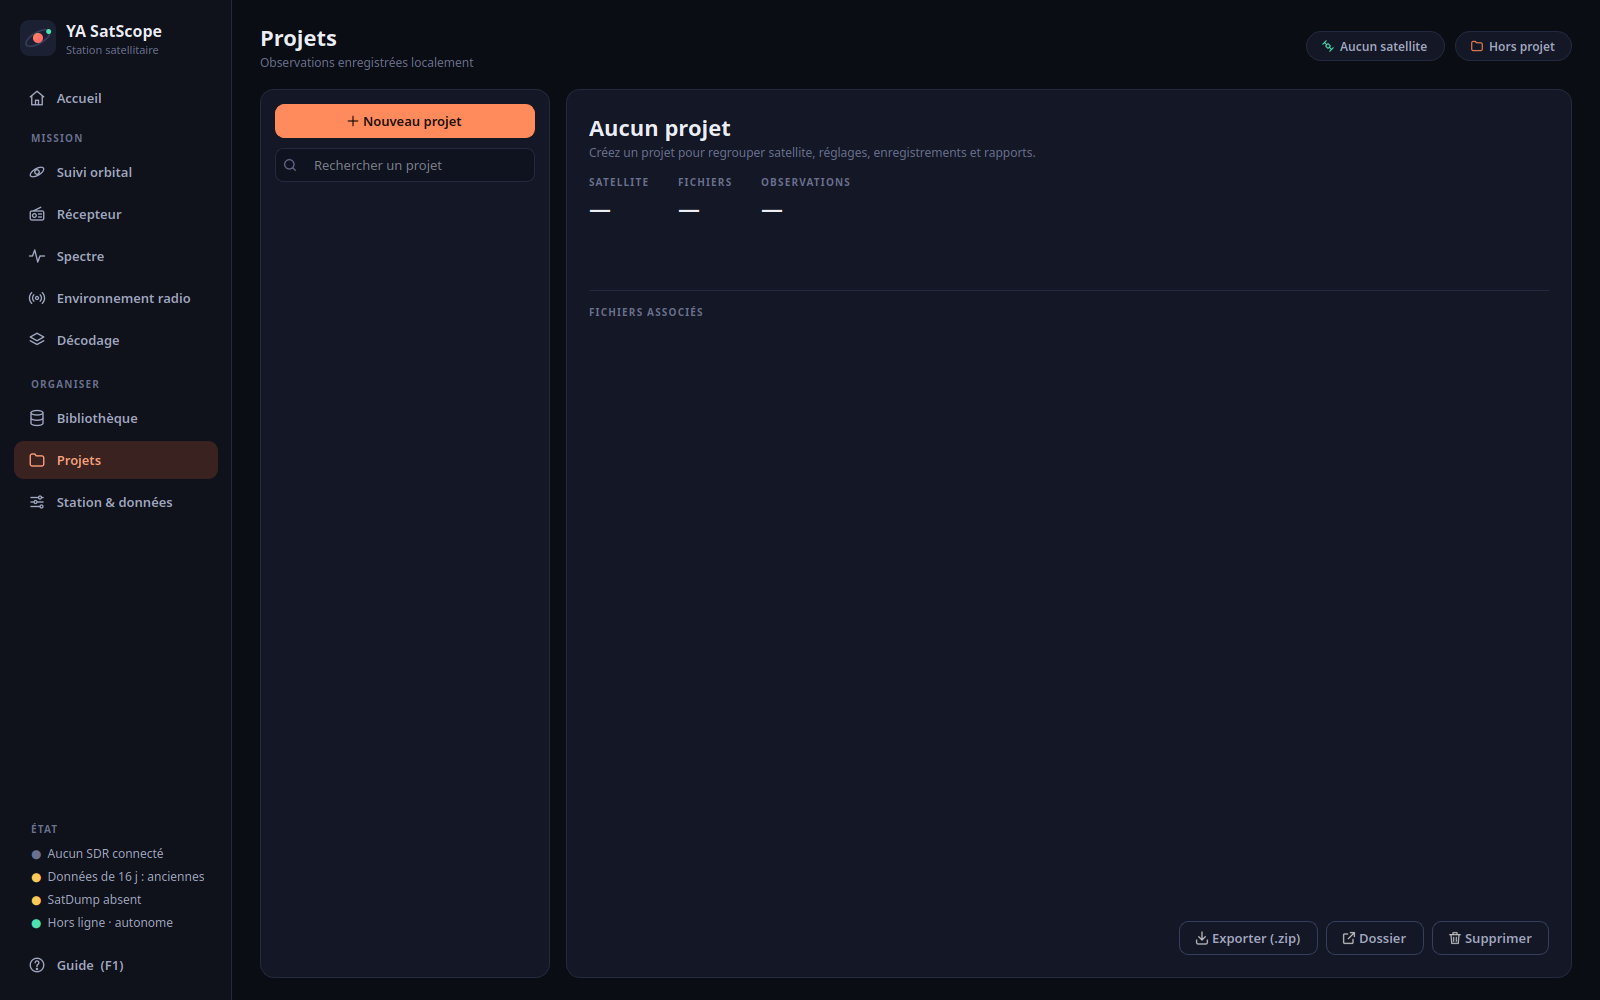 YA SatScope
Station satellitaire
Accueil
MISSION
Suivi orbital
Récepteur
Spectre
Environnement radio
Décodage
ORGANISER
Bibliothèque
Projets
Station & données
ÉTAT
Aucun SDR connecté
Données de 16 j : anciennes
SatDump absent
Hors ligne · autonome
Guide (F1)
Projets
Observations enregistrées localement
Aucun satellite
Hors projet
+ Nouveau projet
Rechercher un projet
Aucun projet
Créez un projet pour regrouper satellite, réglages, enregistrements et rapports.
SATELLITE FICHIERS OBSERVATIONS
— — —
FICHIERS ASSOCIÉS
Exporter (.zip) Dossier Supprimer